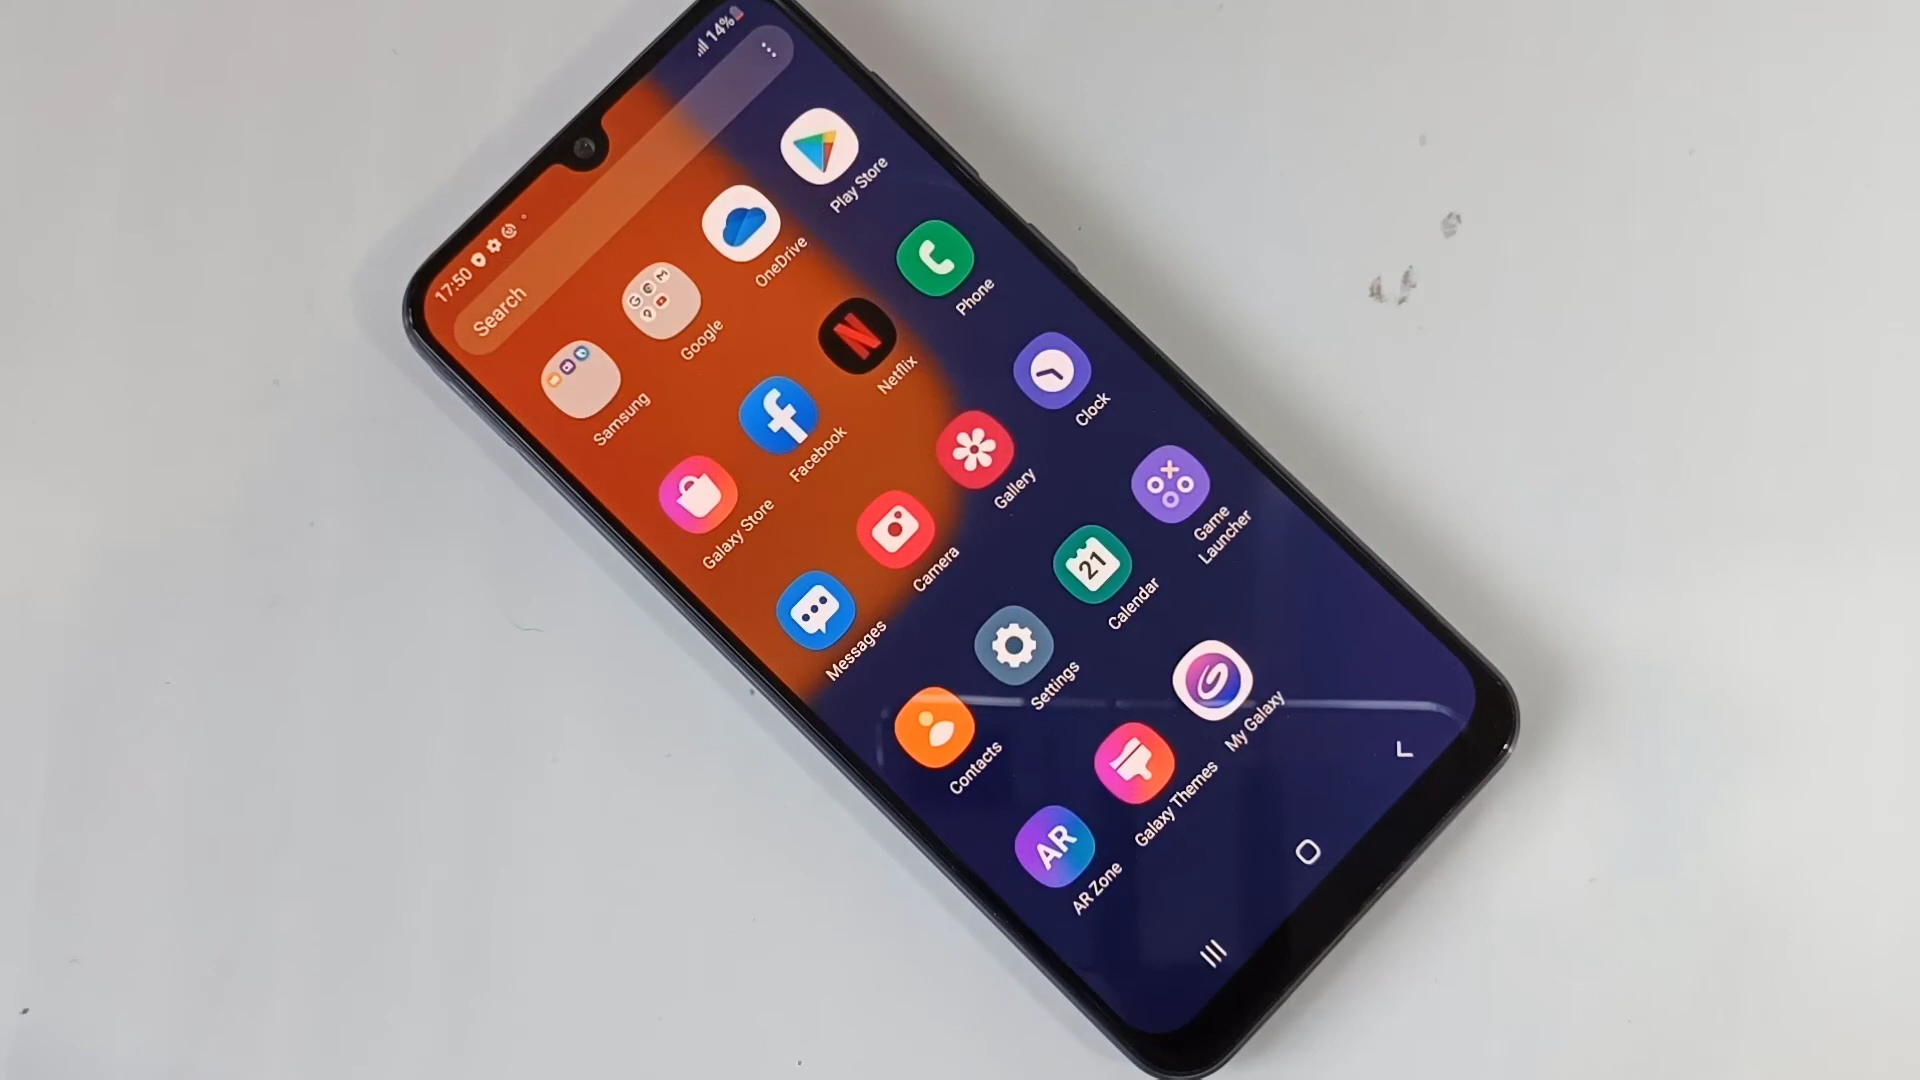 17:50
14%
Search
Samsung
Google
OneDrive
Play Store
Galaxy Store
Facebook
Netflix
Phone
Messages
Camera
Gallery
Clock
Contacts
Settings
21
Calendar
Game
Launcher
AR
AR Zone
Galaxy Themes
My Galaxy